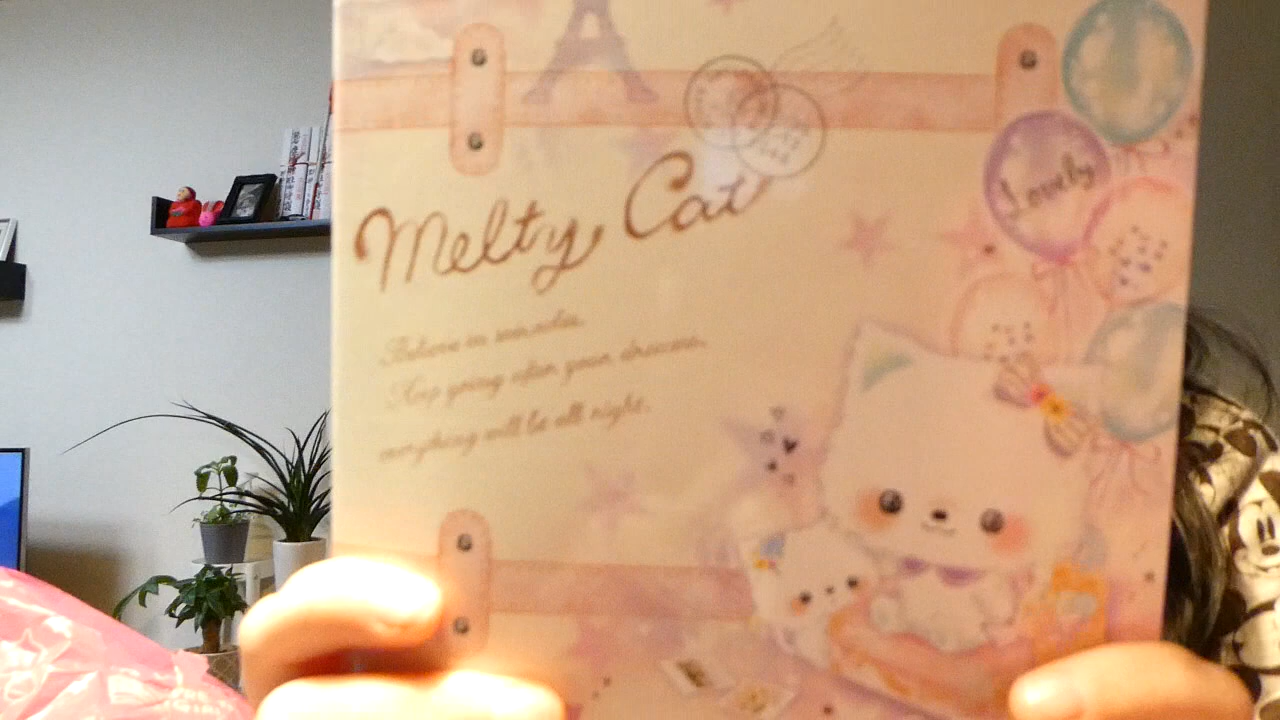 Melty Cat
Lovely
Believe in miracles.
Keep going after your dreams.
everything will be all right.